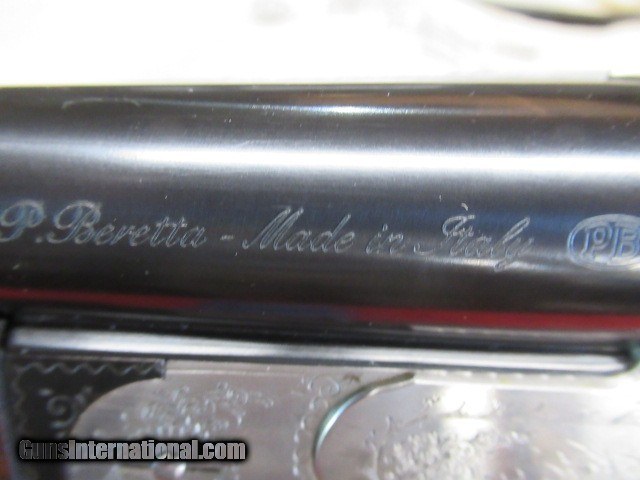 P. Beretta - Made in Italy PB
GunsInternational.com